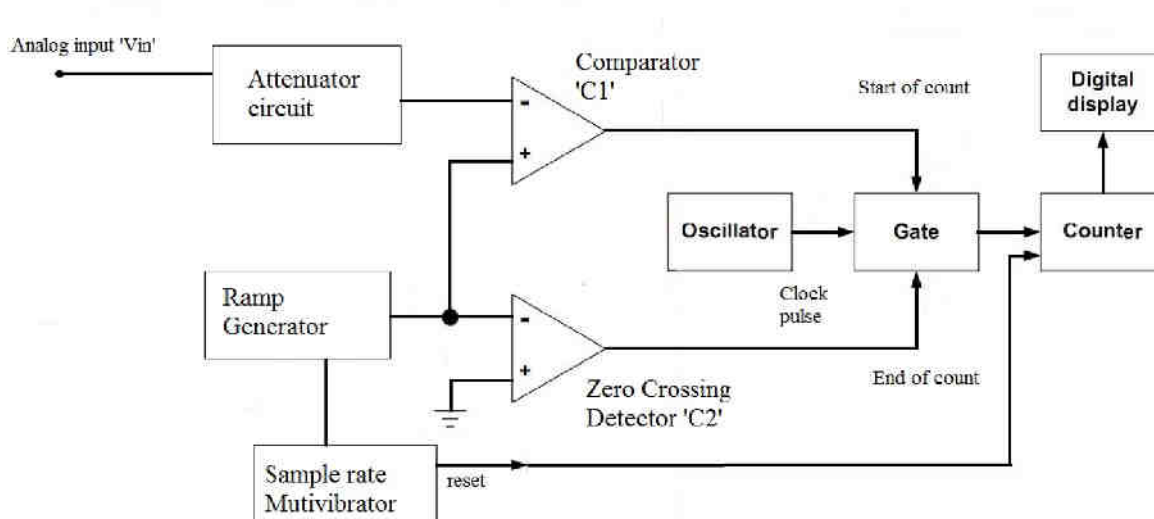 Analog input 'Vin'
Attenuator
circuit
-
+
Comparator
'C1'
Start of count
Digital
display
Oscillator
Gate
Counter
Clock
pulse
Ramp
Generator
-
+
Zero Crossing
Detector 'C2'
End of count
Sample rate
Mutivibrator
reset